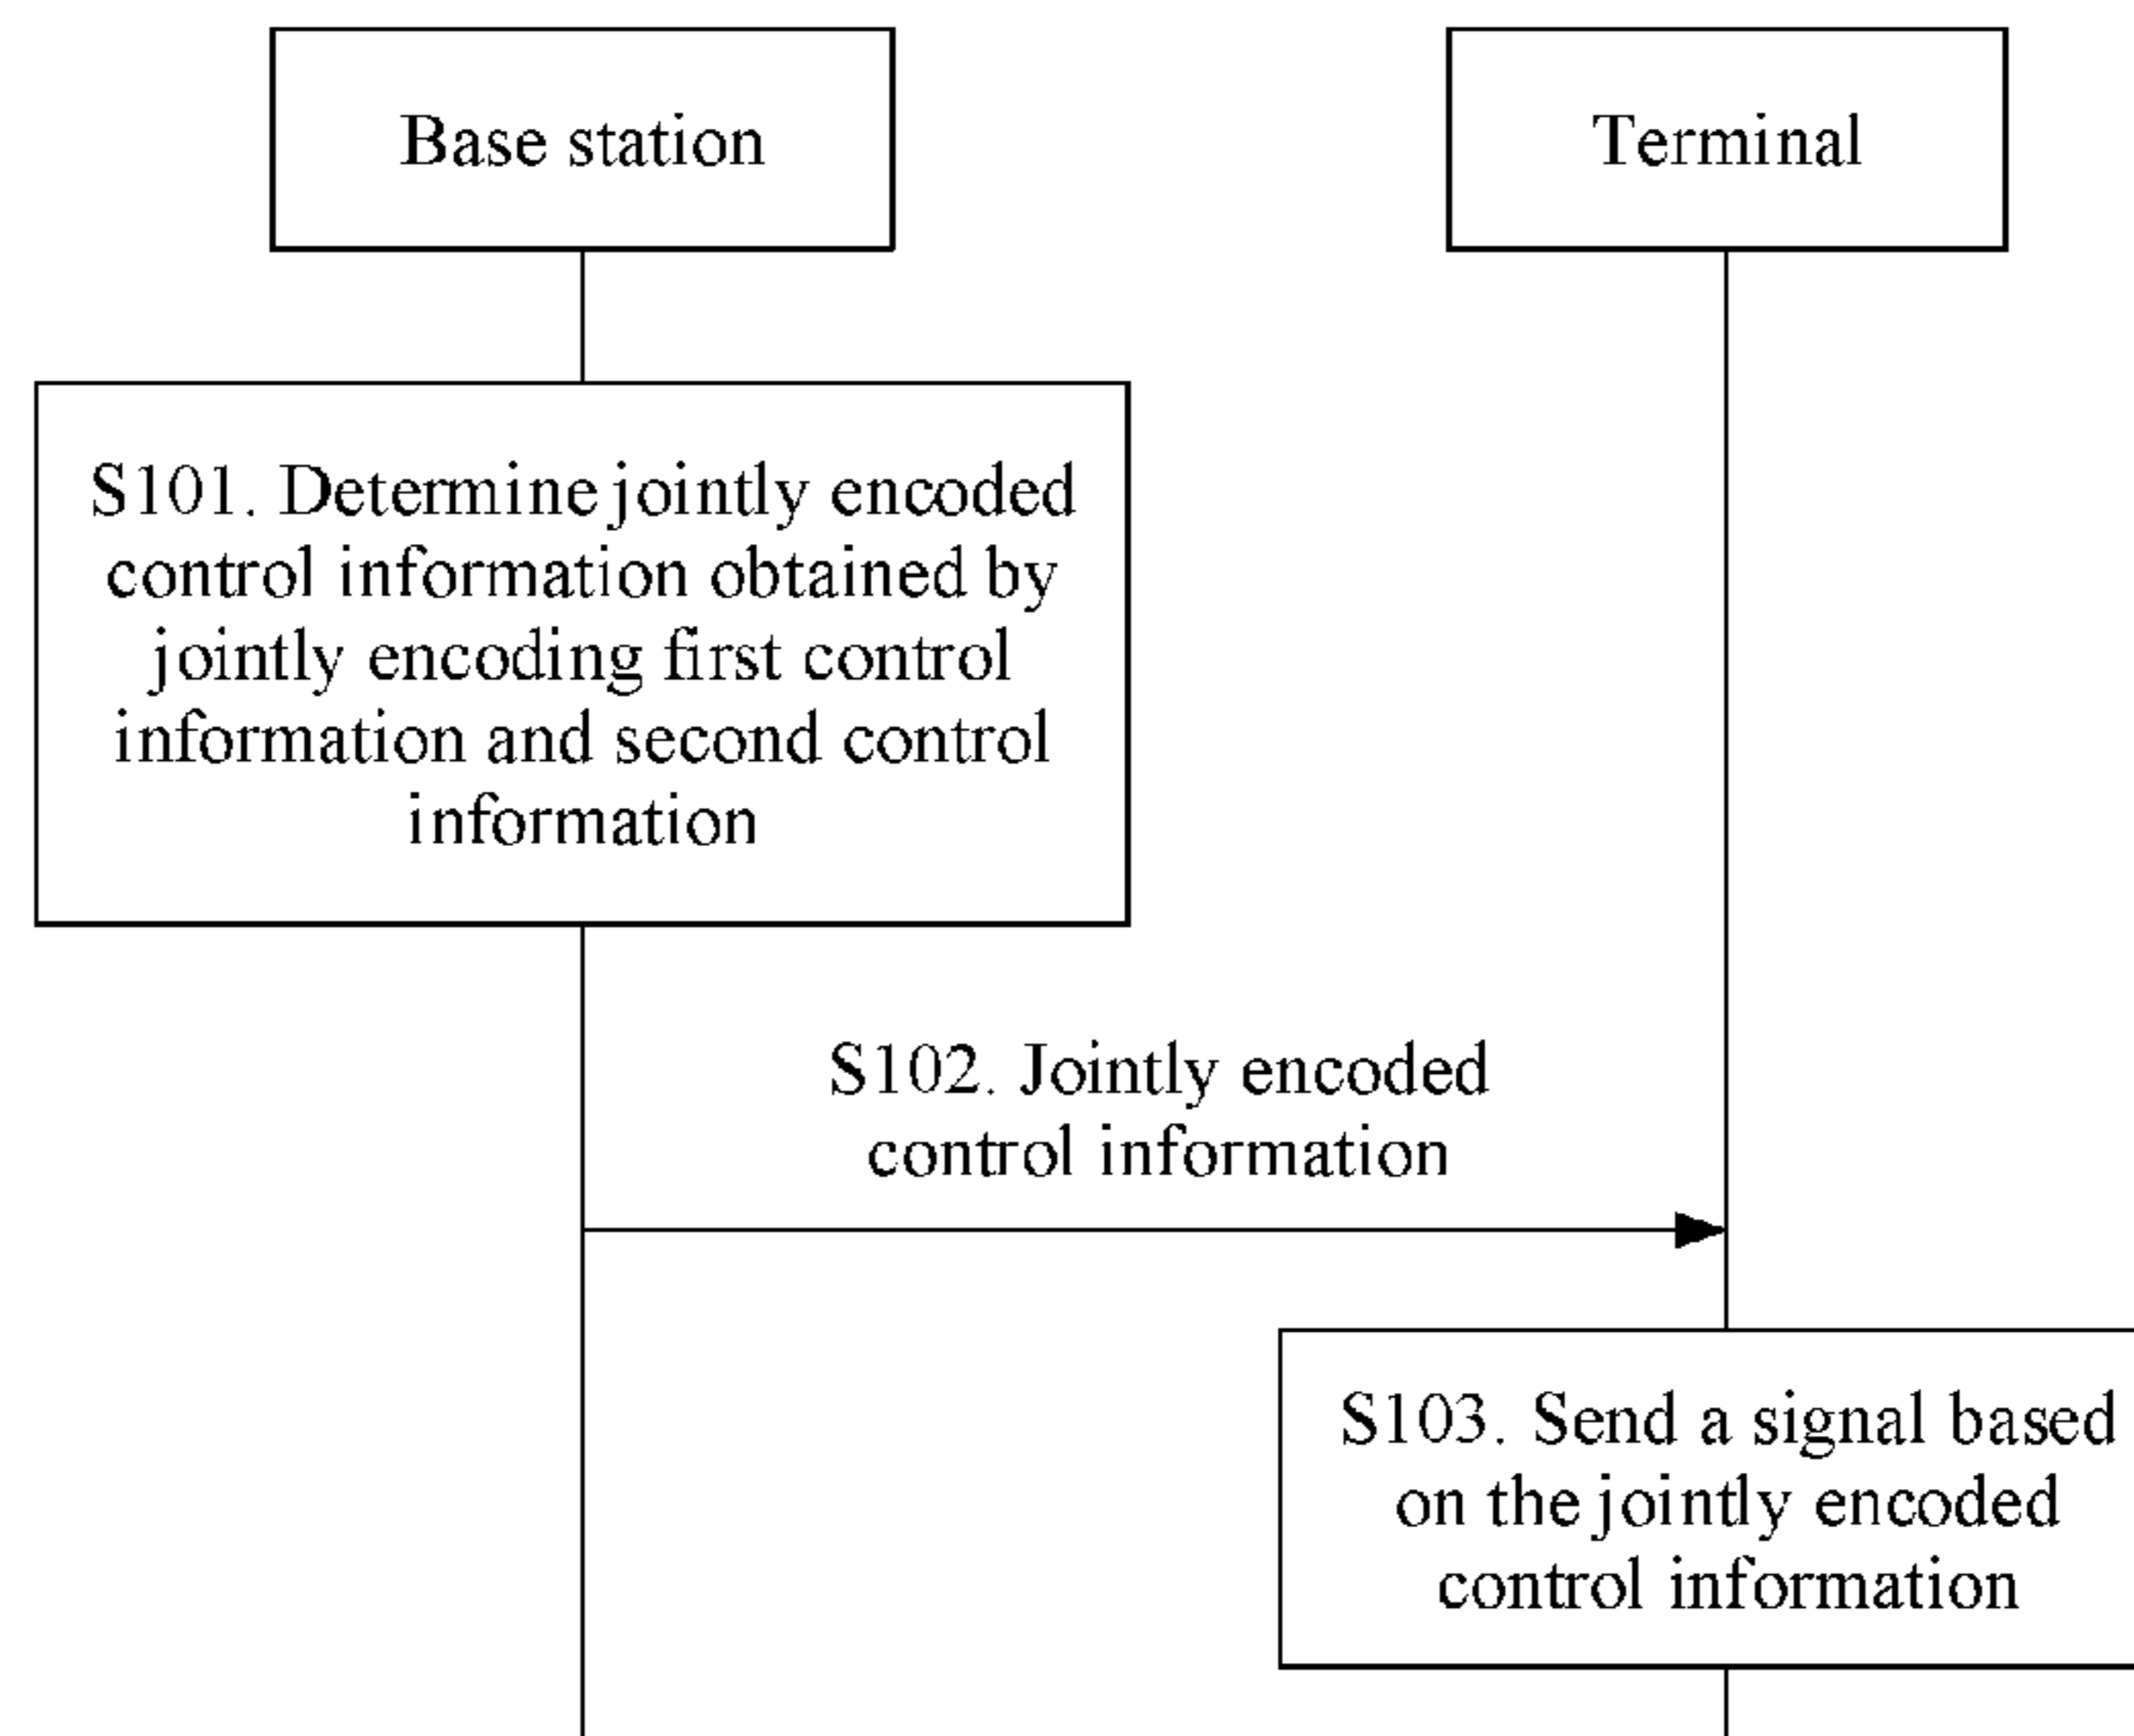 Base station
Terminal
S101. Determine jointly encoded
control information obtained by
jointly encoding first control
information and second control
information
S102. Jointly encoded
control information
S103. Send a signal based
on the jointly encoded
control information